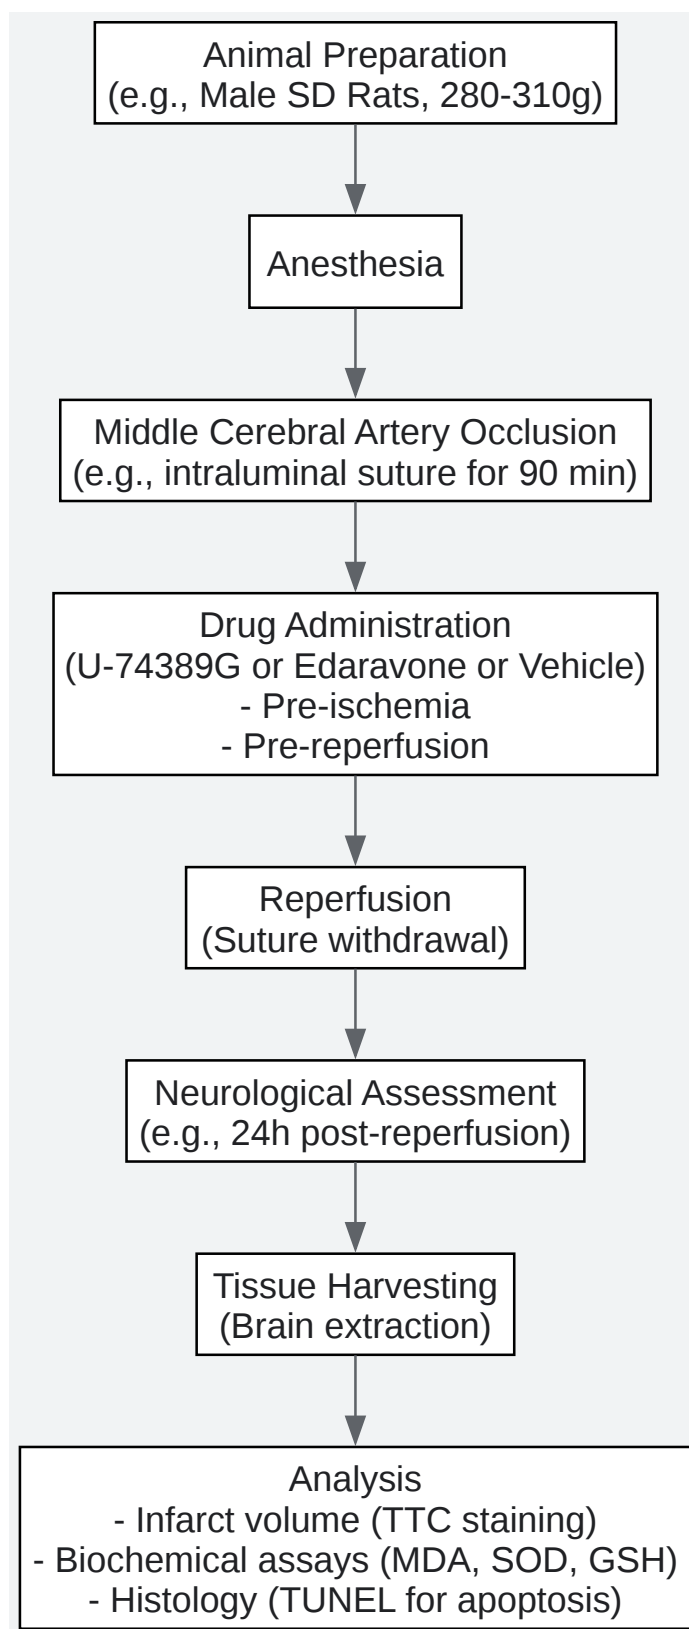 Animal Preparation
(e.g., Male SD Rats, 280-310g)
Anesthesia
Middle Cerebral Artery Occlusion
(e.g., intraluminal suture for 90 min)
Drug Administration
(U-74389G or Edaravone or Vehicle)
- Pre-ischemia
- Pre-reperfusion
Reperfusion
(Suture withdrawal)
Neurological Assessment
(e.g., 24h post-reperfusion)
Tissue Harvesting
(Brain extraction)
Analysis
- Infarct volume (TTC staining)
- Biochemical assays (MDA, SOD, GSH)
- Histology (TUNEL for apoptosis)